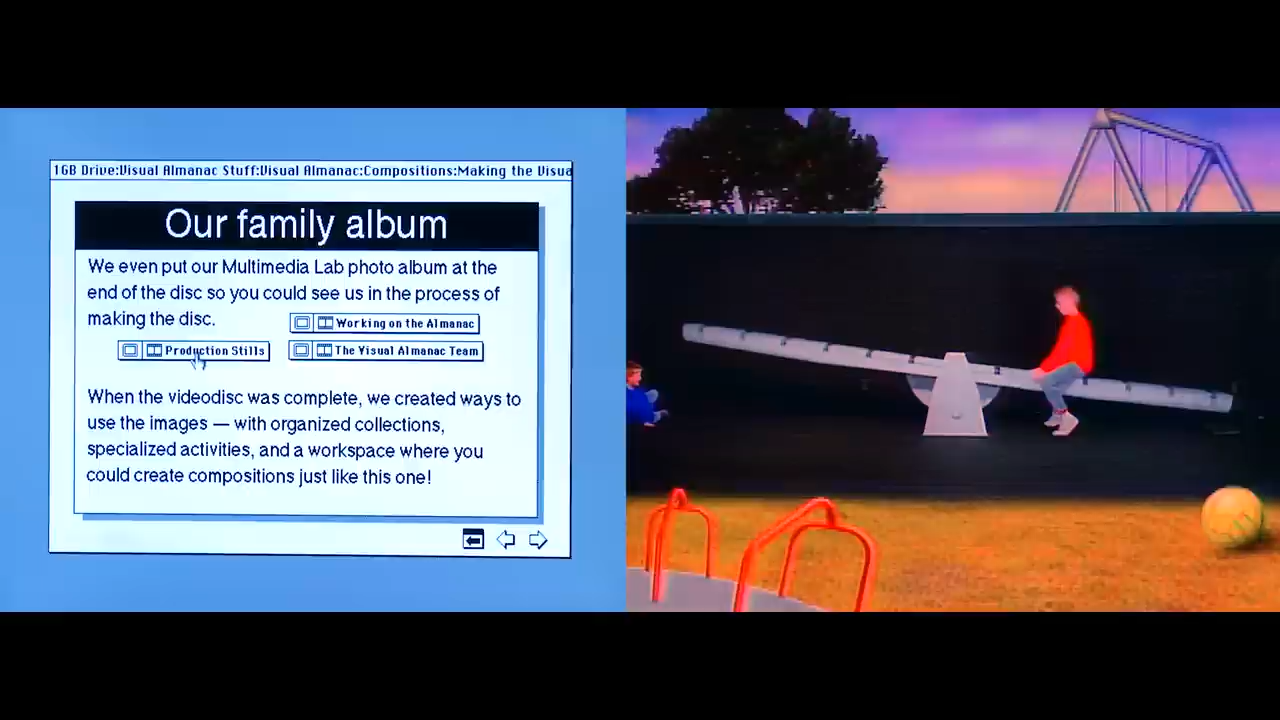 1GB Drive:Visual Almanac Stuff:Visual Almanac:Compositions:Making the Visua
Our family album
We even put our Multimedia Lab photo album at the
end of the disc so you could see us in the process of
making the disc.
Working on the Almanac
Production Stills
The Visual Almanac Team
When the videodisc was complete, we created ways to
use the images — with organized collections,
specialized activities, and a workspace where you
could create compositions just like this one!